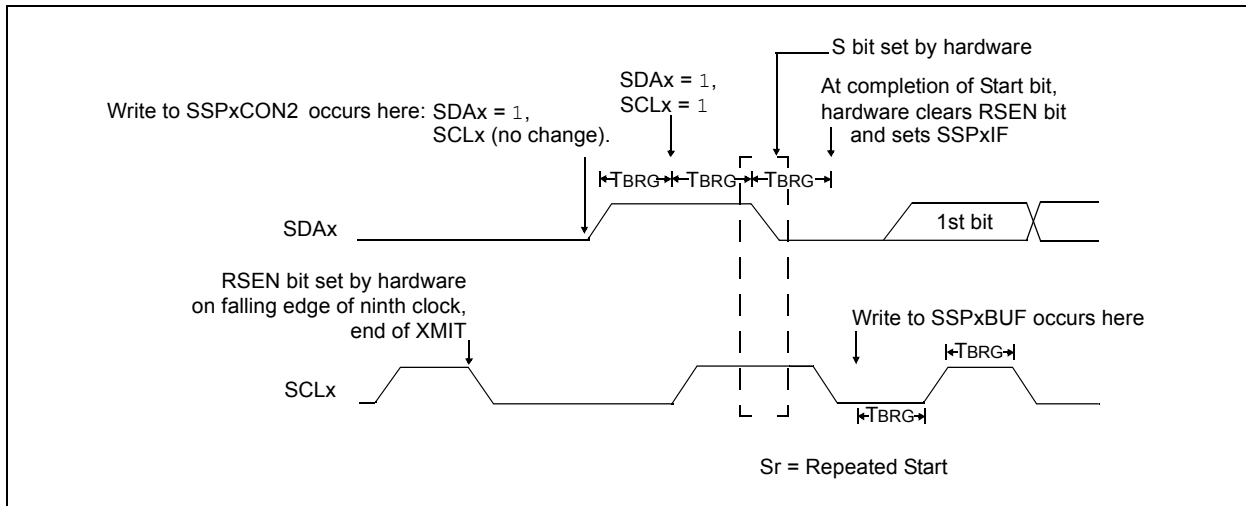 S bit set by hardware
SDAx = 1,
SCLx = 1
At completion of Start bit,
hardware clears RSEN bit
and sets SSPxIF
Write to SSPxCON2 occurs here: SDAx = 1,
SCLx (no change).
TBRG TBRG TBRG
SDAx
1st bit
RSEN bit set by hardware
on falling edge of ninth clock,
end of XMIT
Write to SSPxBUF occurs here
TBRG
SCLx
TBRG
Sr = Repeated Start